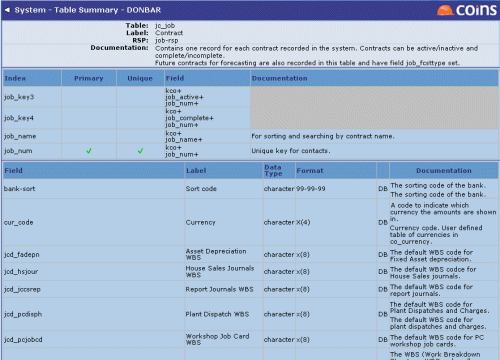 ◄ System - Table Summary - DONBAR
coins
Table: jc_job
Label: Contract
RSP: job-rsp
Documentation: Contains one record for each contract recorded in the system. Contracts can be active/inactive and
complete/incomplete.
Future contracts for forecasting are also recorded in this table and have field job_fcsttype set.
Index Primary Unique Field Documentation
job_key3 kco+
job_active+
job_num+
job_key4 kco+
job_complete+
job_num+
job_name kco+
job_name+ For sorting and searching by contract name.
job_num ✓ ✓ kco+
job_num+ Unique key for contacts.
Field Label Data Type Format Documentation
bank-sort Sort code character 99-99-99 DB The sorting code of the bank.
The sorting code of the bank.
cur_code Currency character X(4) DB A code to indicate which
currency the amounts are shown
in.
Currency code. User defined
table of currencies in
co_currency.
jcd_fadepn Asset Depreciation
WBS character x(8) DB The default WBS code for
Fixed Asset depreciation.
jcd_hsjour House Sales Journals
WBS character x(8) DB The default WBS code for
House Sales journals.
jcd_jccsrep Report Journals WBS character x(8) DB The default WBS code for
report journals.
jcd_pcdisph Plant Dispatch WBS character x(8) DB The default WBS code for
Plant Dispatches and Charges.
The default WBS code for
plant dispatches and charges.
jcd_pcjobcd Workshop Job Card
WBS character x(8) DB The default WBS code for PC
workshop job cards.
The WBS (Work Breakdown